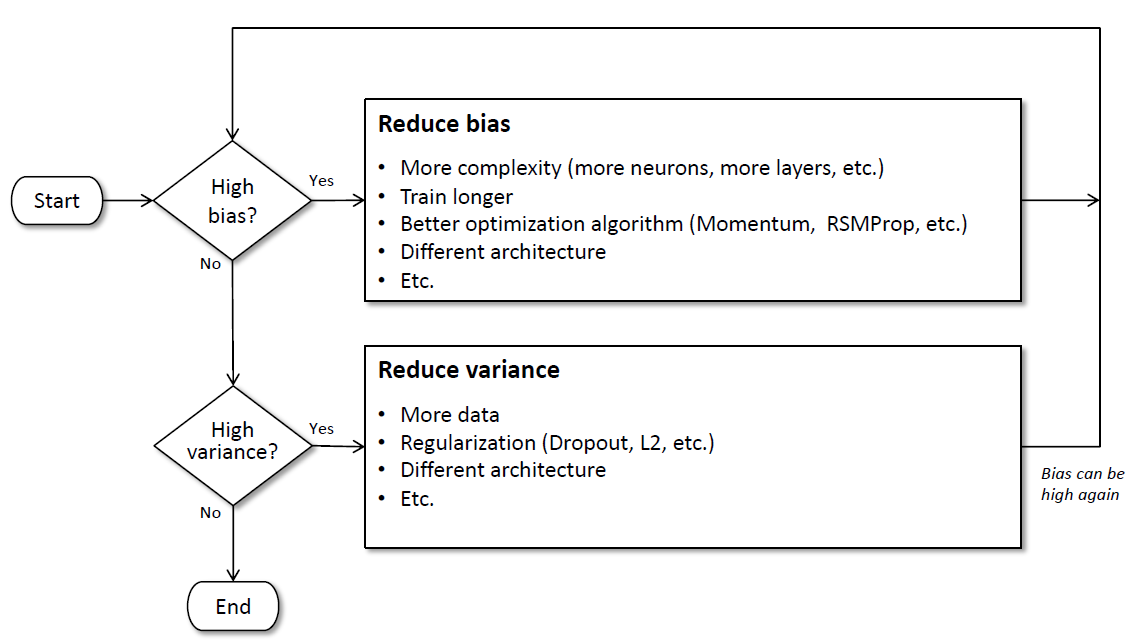 Start
High
bias?
Yes
No
Reduce bias
• More complexity (more neurons, more layers, etc.)
• Train longer
• Better optimization algorithm (Momentum,  RSMProp, etc.)
• Different architecture
• Etc.
High
variance?
Yes
No
Reduce variance
• More data
• Regularization (Dropout, L2, etc.)
• Different architecture
• Etc.
Bias can be
high again
End